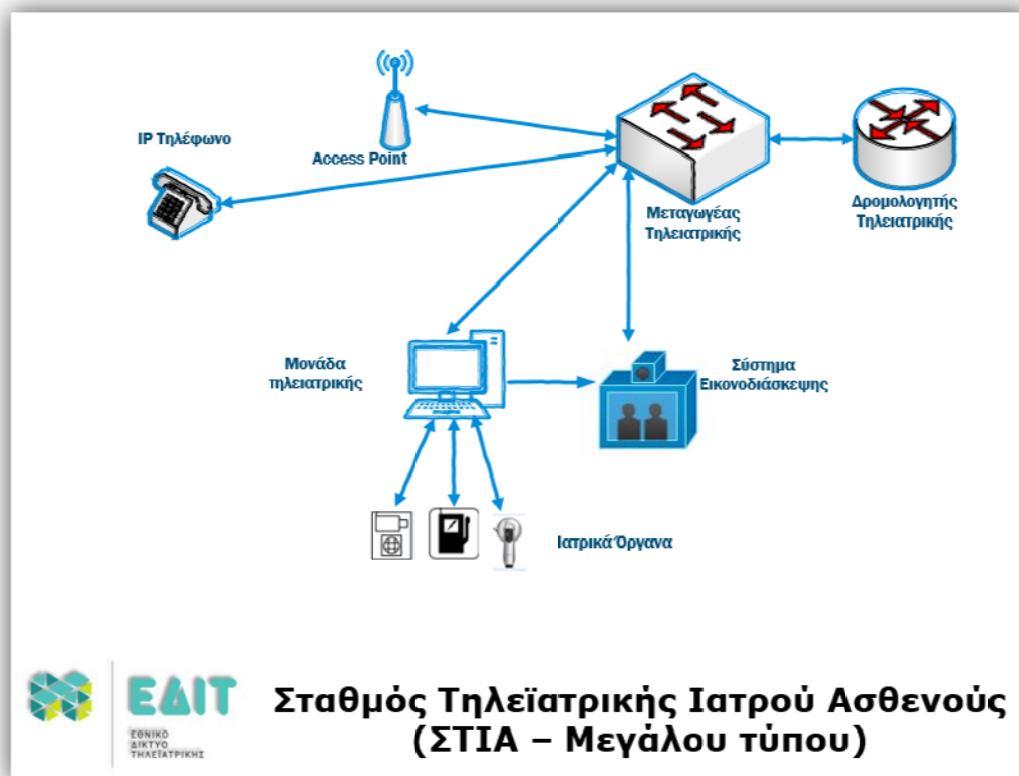 IP Τηλέφωνο
Access Point
Μεταγωγέας
Τηλειατρικής
Δρομολογητής
Τηλειατρικής
Μονάδα
τηλειατρικής
Σύστημα
Εικονοδιάσκεψης
Ιατρικά Όργανα
ΕΔΙΤ
ΕΘΝΙΚΟ
ΔΙΚΤΥΟ
ΤΗΛΕΪΑΤΡΙΚΗΣ
Σταθμός Τηλεϊατρικής Ιατρού Ασθενούς
(ΣΤΙΑ – Μεγάλου τύπου)